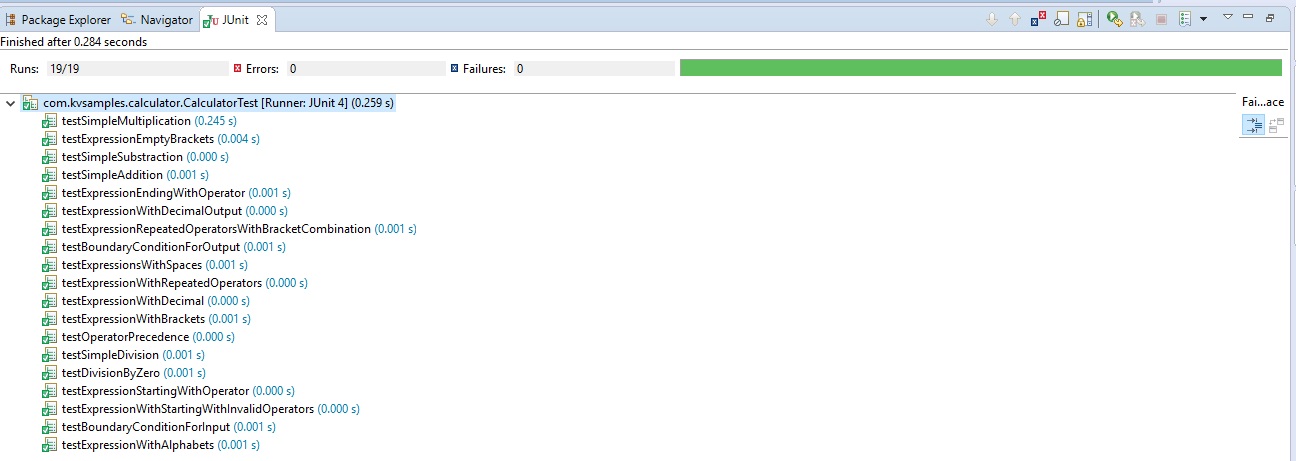 Package Explorer Navigator JUnit
Finished after 0.284 seconds
Runs: 19/19 Errors: 0 Failures: 0
com.kvsamples.calculator.CalculatorTest [Runner: JUnit 4] (0.259 s)
Fai...ace
testSimpleMultiplication (0.245 s)
testExpressionEmptyBrackets (0.004 s)
testSimpleSubstraction (0.000 s)
testSimpleAddition (0.001 s)
testExpressionEndingWithOperator (0.001 s)
testExpressionWithDecimalOutput (0.000 s)
testExpressionRepeatedOperatorsWithBracketCombination (0.001 s)
testBoundaryConditionForOutput (0.001 s)
testExpressionsWithSpaces (0.001 s)
testExpressionWithRepeatedOperators (0.000 s)
testExpressionWithDecimal (0.000 s)
testExpressionWithBrackets (0.001 s)
testOperatorPrecedence (0.000 s)
testSimpleDivision (0.001 s)
testDivisionByZero (0.001 s)
testExpressionStartingWithOperator (0.000 s)
testExpressionWithStartingWithInvalidOperators (0.000 s)
testBoundaryConditionForInput (0.001 s)
testExpressionWithAlphabets (0.001 s)